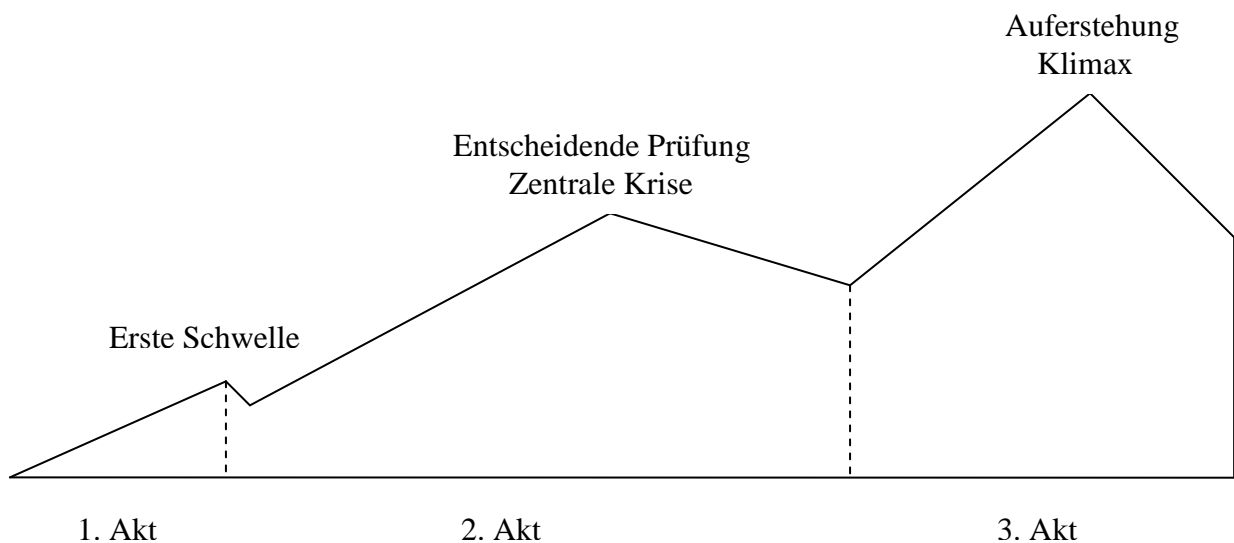 Auferstehung
Klimax
Entscheidende Prüfung
Zentrale Krise
Erste Schwelle
1. Akt
2. Akt
3. Akt